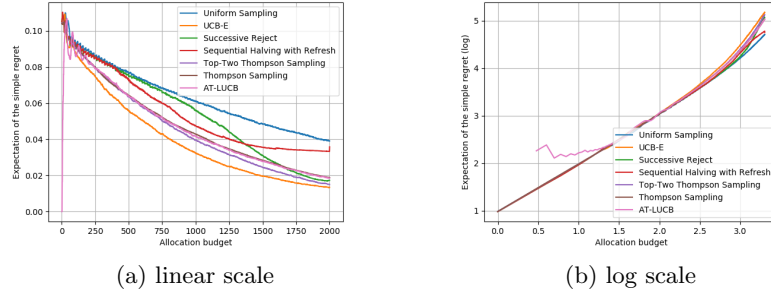 Expectation of the simple regret
0.10
0.08
0.06
0.04
0.02
0.00
Uniform Sampling
UCB-E
Successive Reject
Sequential Halving with Refresh
Top-Two Thompson Sampling
Thompson Sampling
AT-LUCB
0 250 500 750 1000 1250 1500 1750 2000
Allocation budget
(a) linear scale
Expectation of the simple regret (log)
5
4
3
2
1
Uniform Sampling
UCB-E
Successive Reject
Sequential Halving with Refresh
Top-Two Thompson Sampling
Thompson Sampling
AT-LUCB
0.0 0.5 1.0 1.5 2.0 2.5 3.0
Allocation budget
(b) log scale